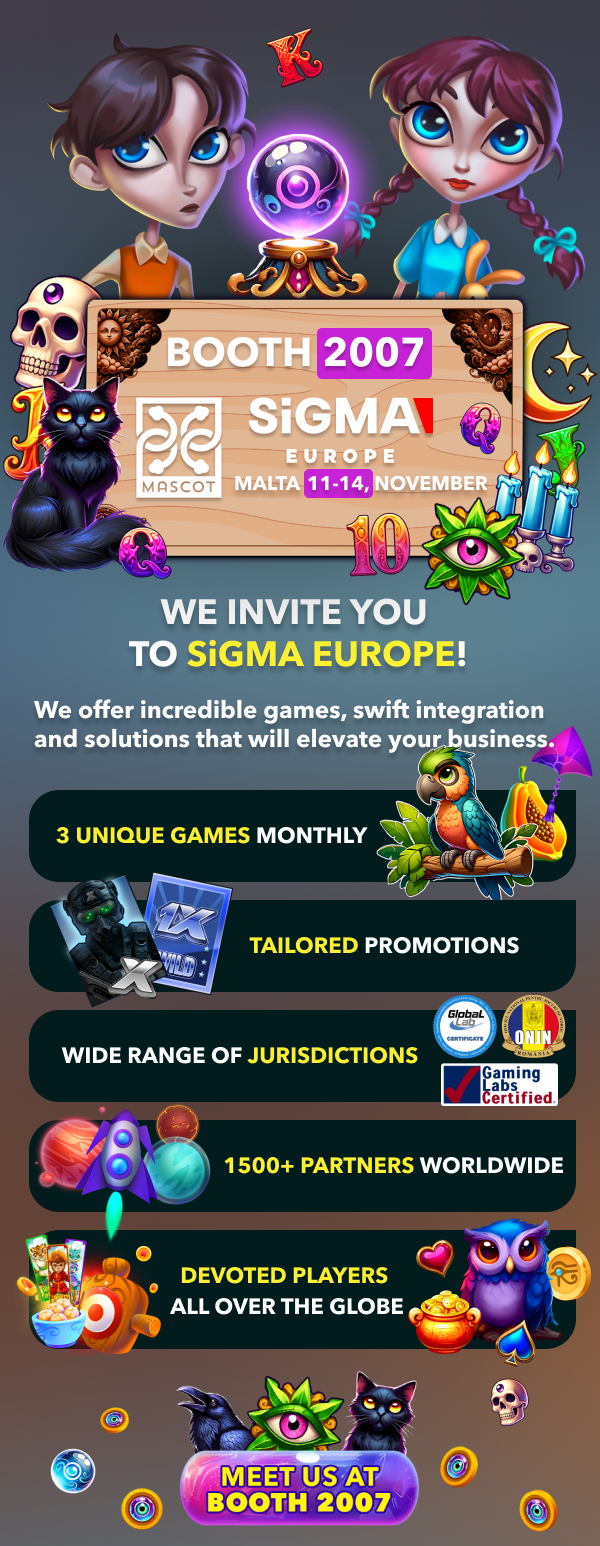 K
BOOTH 2007
MASCOT
SiGMA
EUROPE
MALTA 11-14, NOVEMBER
Q
Q
10
WE INVITE YOU
TO SiGMA EUROPE!
We offer incredible games, swift integration
and solutions that will elevate your business.
3 UNIQUE GAMES MONTHLY
1X
WILD
X
TAILORED PROMOTIONS
WIDE RANGE OF JURISDICTIONS
GlobaL
Lab
CERTIFICATE
ONJN
ROMÂNIA
Gaming
Labs
Certified
1500+ PARTNERS WORLDWIDE
DEVOTED PLAYERS
ALL OVER THE GLOBE
MEET US AT
BOOTH 2007